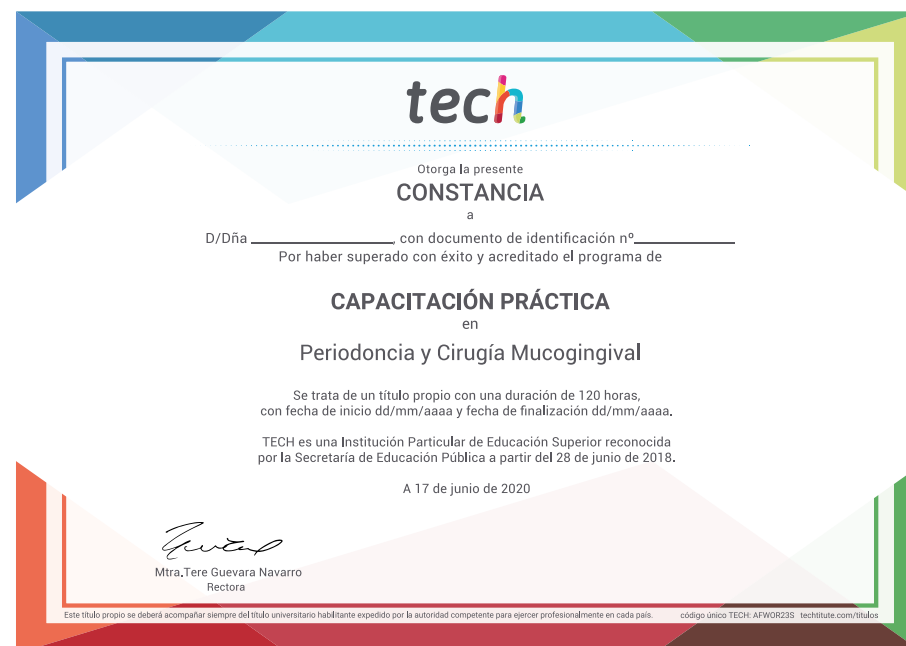 tech
Otorga la presente
CONSTANCIA
a
D/Dña ____________________, con documento de identificación nº______________
Por haber superado con éxito y acreditado el programa de
CAPACITACIÓN PRÁCTICA
en
Periodoncia y Cirugía Mucogingival
Se trata de un título propio con una duración de 120 horas,
con fecha de inicio dd/mm/aaaa y fecha de finalización dd/mm/aaaa.
TECH es una Institución Particular de Educación Superior reconocida
por la Secretaría de Educación Pública a partir del 28 de junio de 2018.
A 17 de junio de 2020
Mtra.Tere Guevara Navarro
Rectora
Este título propio se deberá acompañar siempre del título universitario habilitante expedido por la autoridad competente para ejercer profesionalmente en cada país. código único TECH: AFWOR23S techtitute.com/titulos